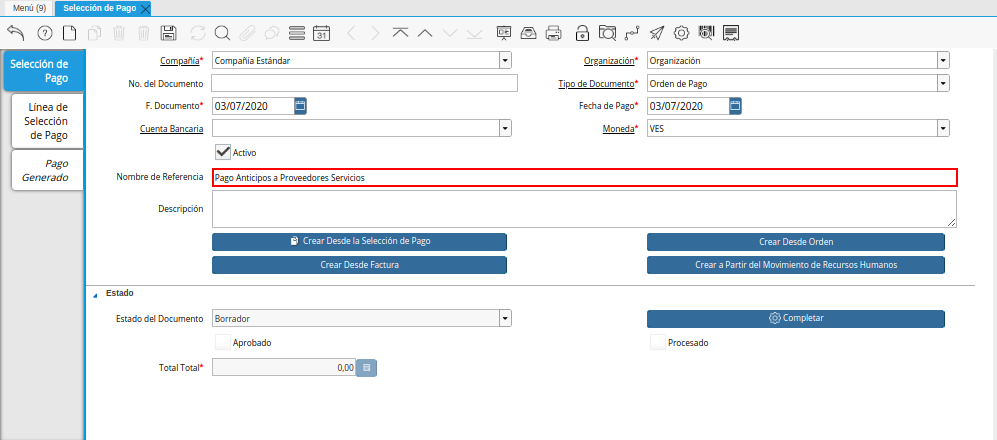 Menú (9) Selección de Pago
31
Selección de
Pago
Línea de
Selección
de Pago
Pago
Generado
Compañía* Compañía Estándar Organización* Organización
No. del Documento Tipo de Documento* Orden de Pago
F. Documento* 03/07/2020 Fecha de Pago* 03/07/2020
Cuenta Bancaria Moneda* VES
Activo
Nombre de Referencia Pago Anticipos a Proveedores Servicios
Descripción
Crear Desde la Selección de Pago Crear Desde Orden
Crear Desde Factura Crear a Partir del Movimiento de Recursos Humanos
Estado
Estado del Documento Borrador Completar
Aprobado Procesado
Total Total* 0,00